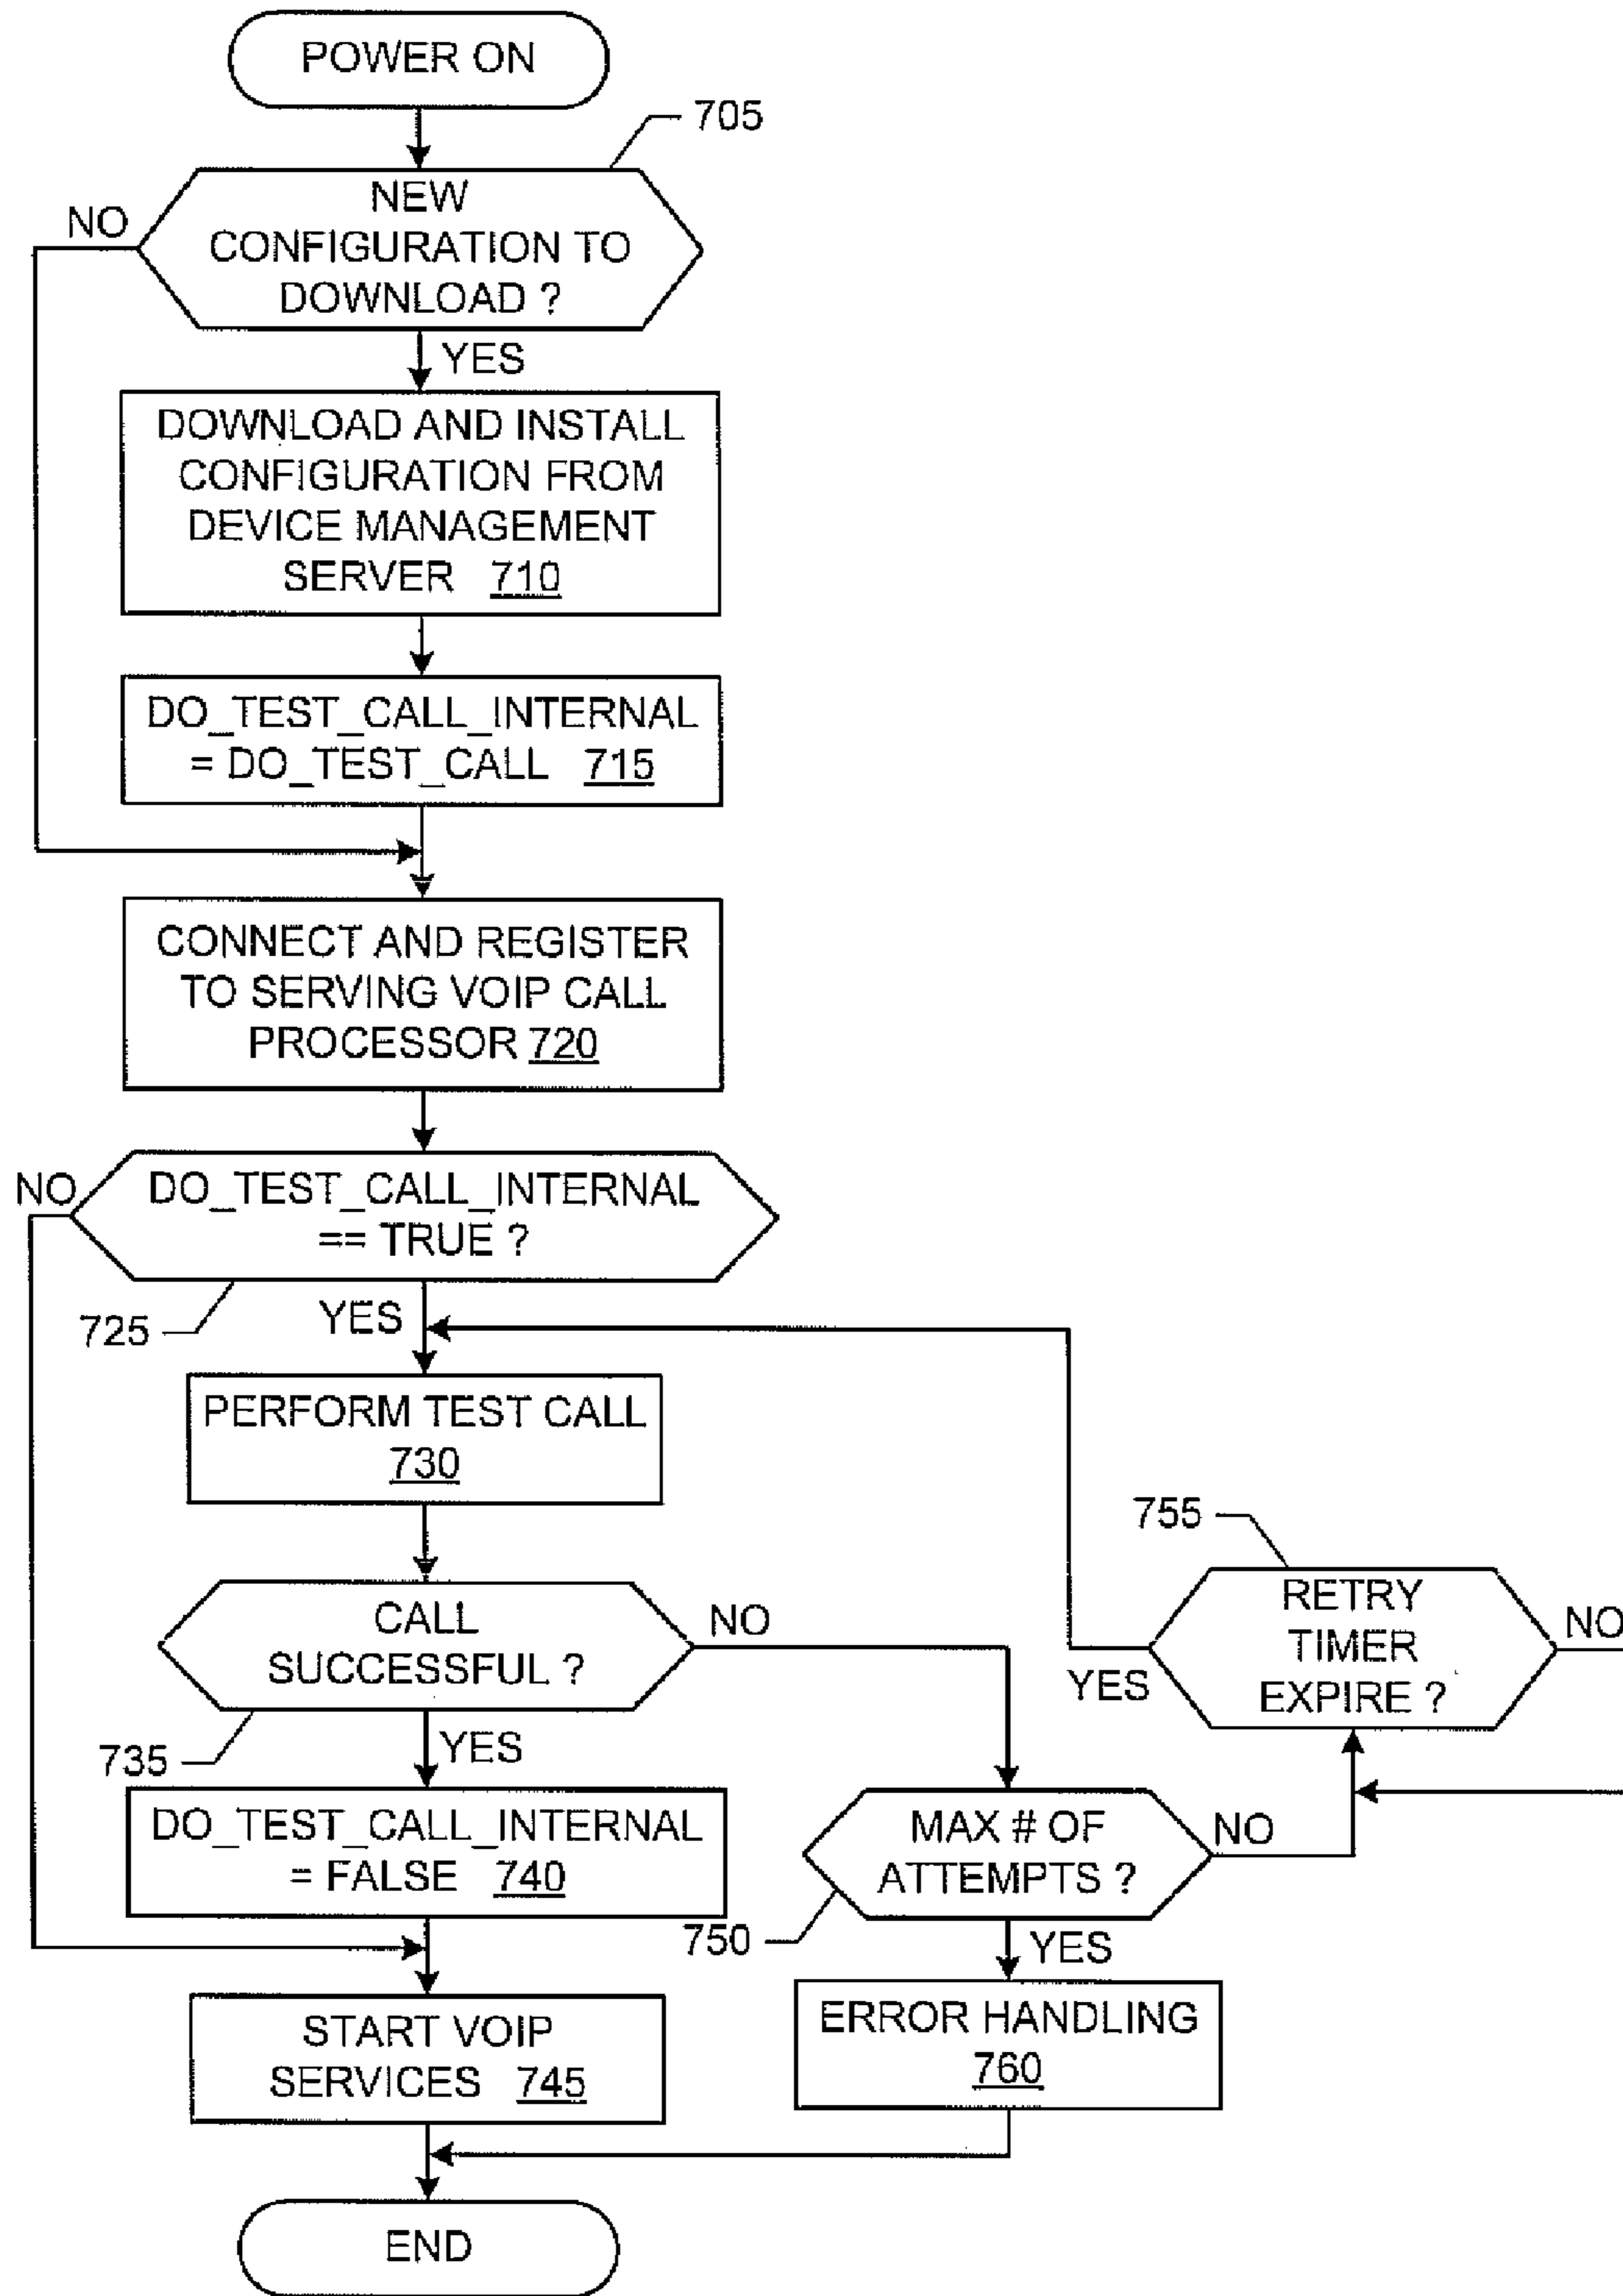 POWER ON
705
NEW
CONFIGURATION TO
DOWNLOAD ?
NO
YES
DOWNLOAD AND INSTALL
CONFIGURATION FROM
DEVICE MANAGEMENT
SERVER 710
DO_TEST_CALL_INTERNAL
= DO_TEST_CALL 715
CONNECT AND REGISTER
TO SERVING VOIP CALL
PROCESSOR 720
NO
DO_TEST_CALL_INTERNAL
== TRUE ?
725
YES
PERFORM TEST CALL
730
755
RETRY
TIMER
EXPIRE ?
NO
YES
CALL
SUCCESSFUL ?
NO
735
YES
DO_TEST_CALL_INTERNAL
= FALSE 740
MAX # OF
ATTEMPTS ?
NO
750
YES
START VOIP
SERVICES 745
ERROR HANDLING
760
END